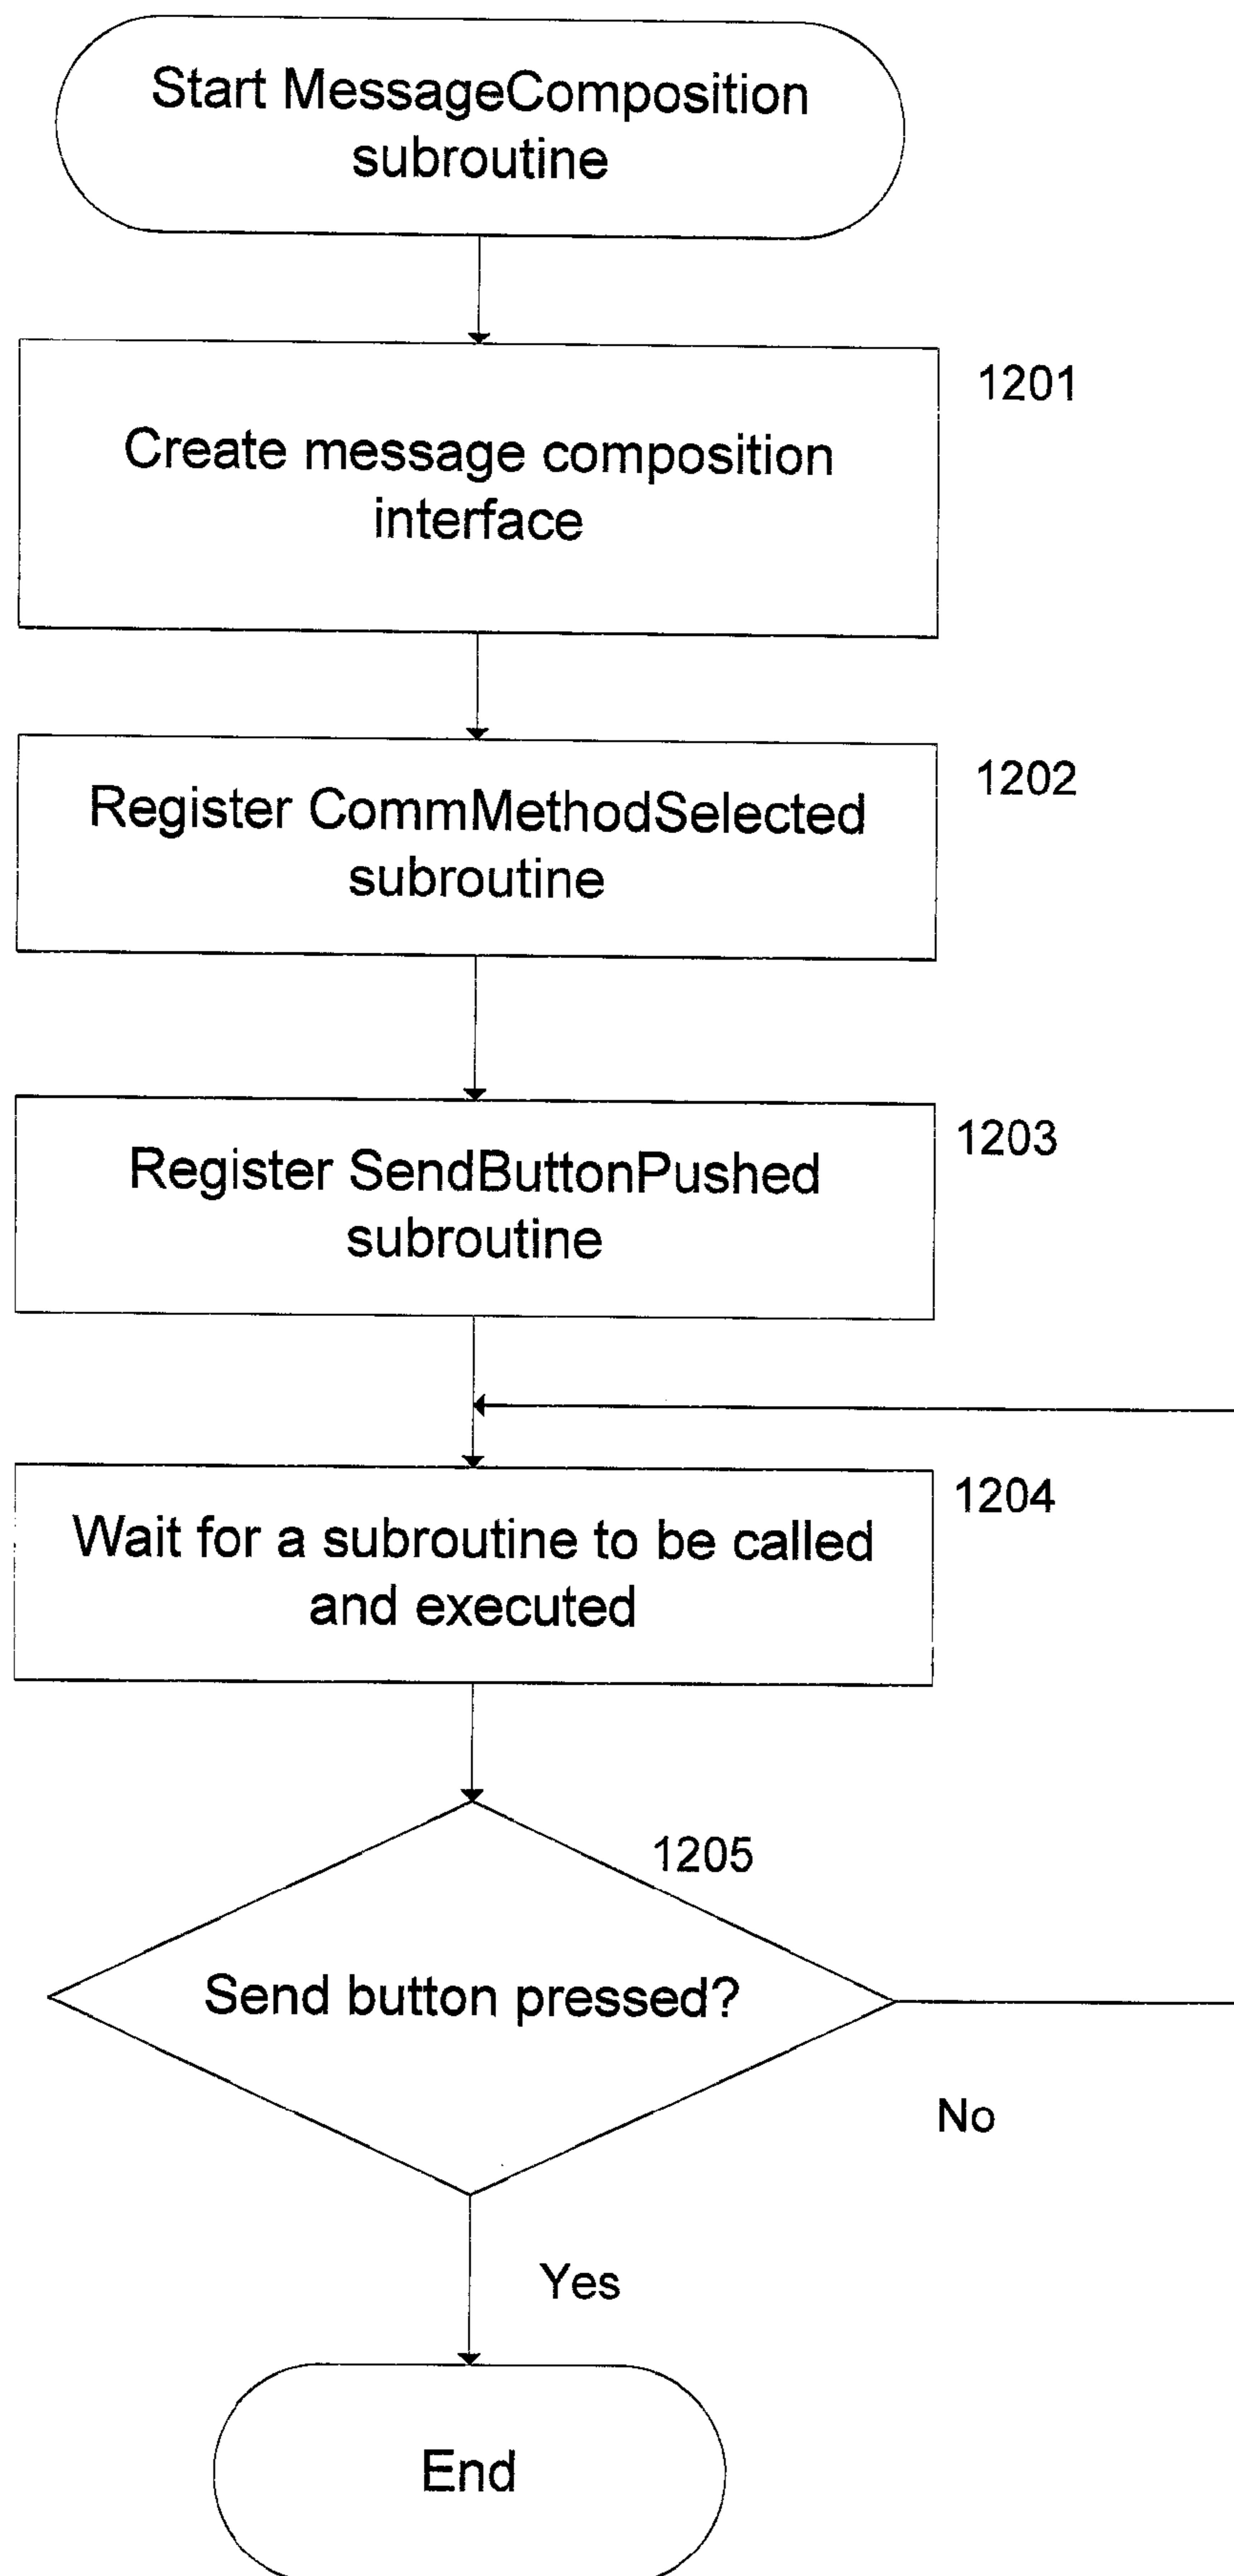 Start MessageComposition
subroutine
1201
Create message composition
interface
1202
Register CommMethodSelected
subroutine
1203
Register SendButtonPushed
subroutine
1204
Wait for a subroutine to be called
and executed
1205
Send button pressed?
No
Yes
End